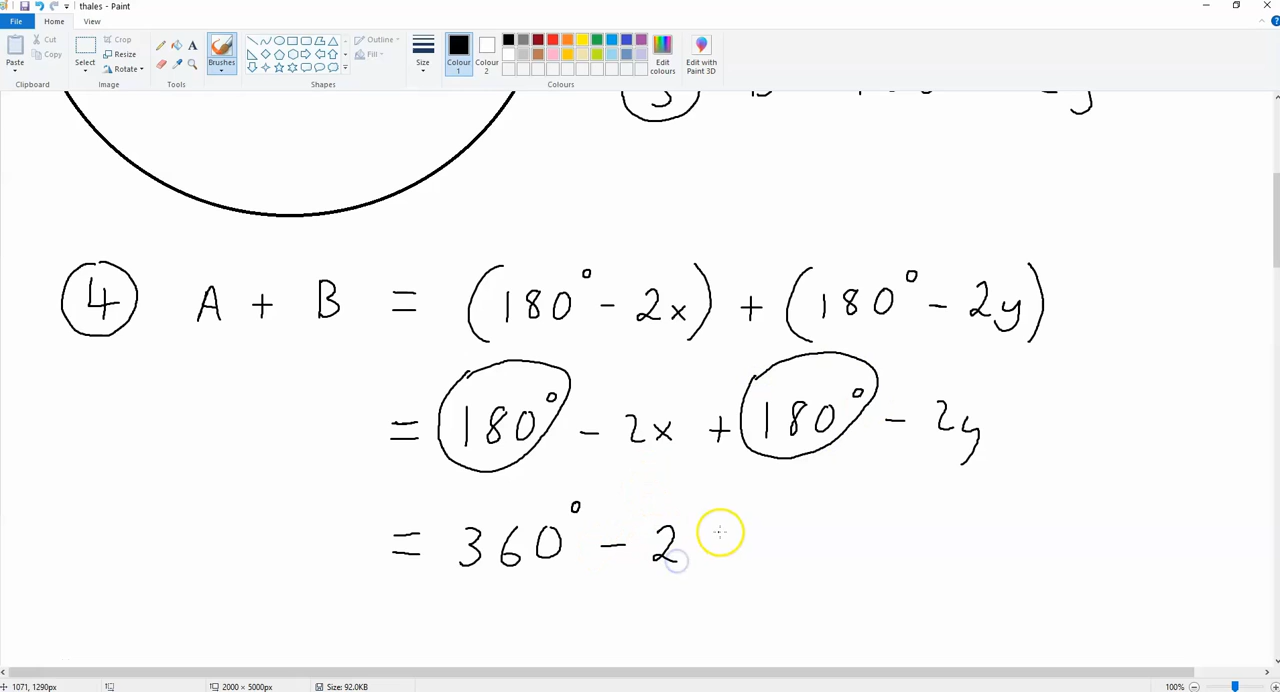 thales - Paint
File Home View
Paste Cut Copy Clipboard
Select Crop Resize Rotate Image
Tools
Brushes
Shapes Outline Fill
Size
Colour 1 Colour 2 Edit colours Colours
Edit with Paint 3D
4 A + B = (180° - 2x) + (180° - 2y)
= 180° - 2x + 180° - 2y
= 360° - 2
1071, 1290px 2000 × 5000px Size: 92.0KB 100%